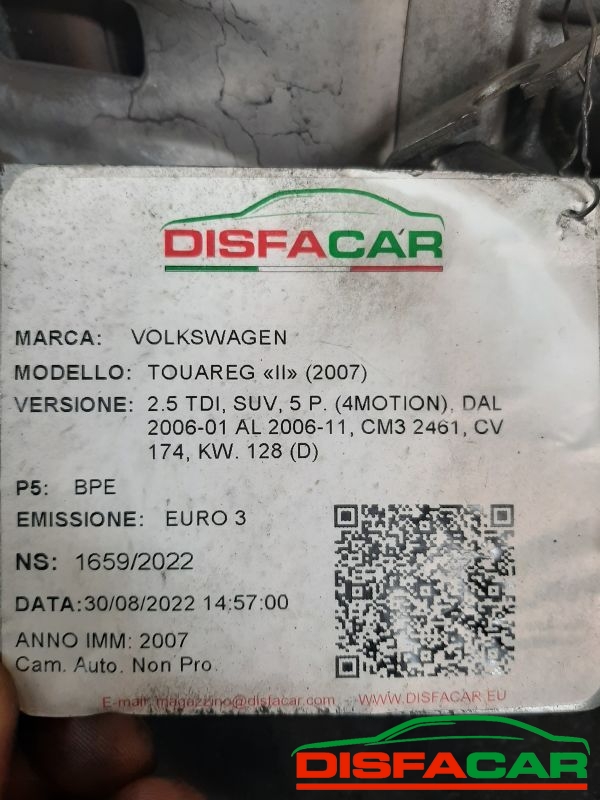 DISFACAR
MARCA: VOLKSWAGEN
MODELLO: TOUAREG «II» (2007)
VERSIONE: 2.5 TDI, SUV, 5 P. (4MOTION), DAL
2006-01 AL 2006-11, CM3 2461, CV
174, KW. 128 (D)
P5: BPE
EMISSIONE: EURO 3
NS: 1659/2022
DATA:30/08/2022 14:57:00
ANNO IMM: 2007
Cam. Auto. Non Pro.
E-mail: magazzino@disfacar.com WWW.DISFACAR.EU
DISFACAR